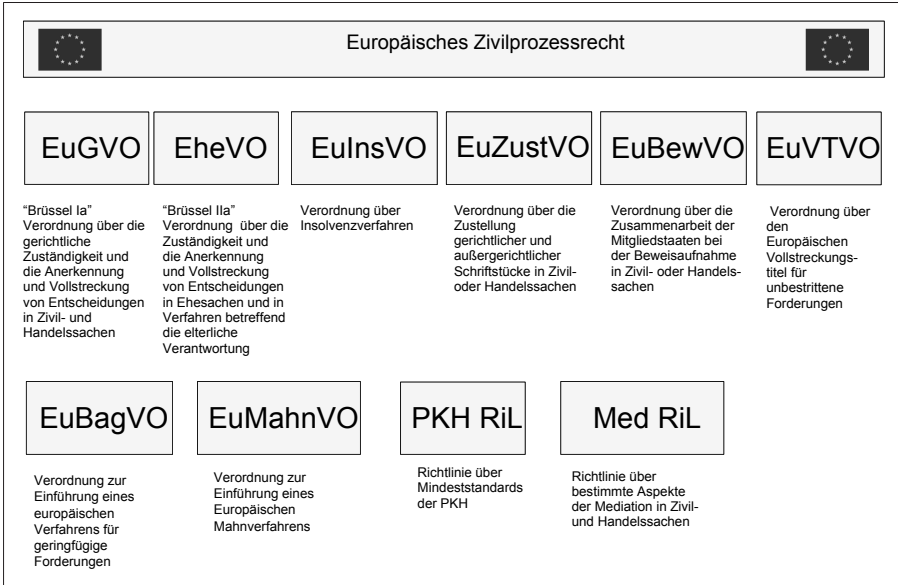 Europäisches Zivilprozessrecht
EuGVO
EheVO
EuInsVO
EuZustVO
EuBewVO
EuVTVO
“Brüssel Ia”
Verordnung über die
gerichtliche
Zuständigkeit und
die Anerkennung
und Vollstreckung
von Entscheidungen
in Zivil- und
Handelssachen
“Brüssel IIa”
Verordnung über die
Zuständigkeit und
die Anerkennung
und Vollstreckung
von Entscheidungen
in Ehesachen und in
Verfahren betreffend
die elterliche
Verantwortung
Verordnung über
Insolvenzverfahren
Verordnung über die
Zustellung
gerichtlicher und
außergerichtlicher
Schriftstücke in Zivil-
oder Handelssachen
Verordnung über die
Zusammenarbeit der
Mitgliedstaaten bei
der Beweisaufnahme
in Zivil- oder Handels-
sachen
Verordnung über
den
Europäischen
Vollstreckungs-
titel für
unbestrittene
Forderungen
EuBagVO
EuMahnVO
PKH RiL
Med RiL
Verordnung zur
Einführung eines
europäischen
Verfahrens für
geringfügige
Forderungen
Verordnung zur
Einführung eines
Europäischen
Mahnverfahrens
Richtlinie über
Mindeststandards
der PKH
Richtlinie über
bestimmte Aspekte
der Mediation in Zivil-
und Handelssachen